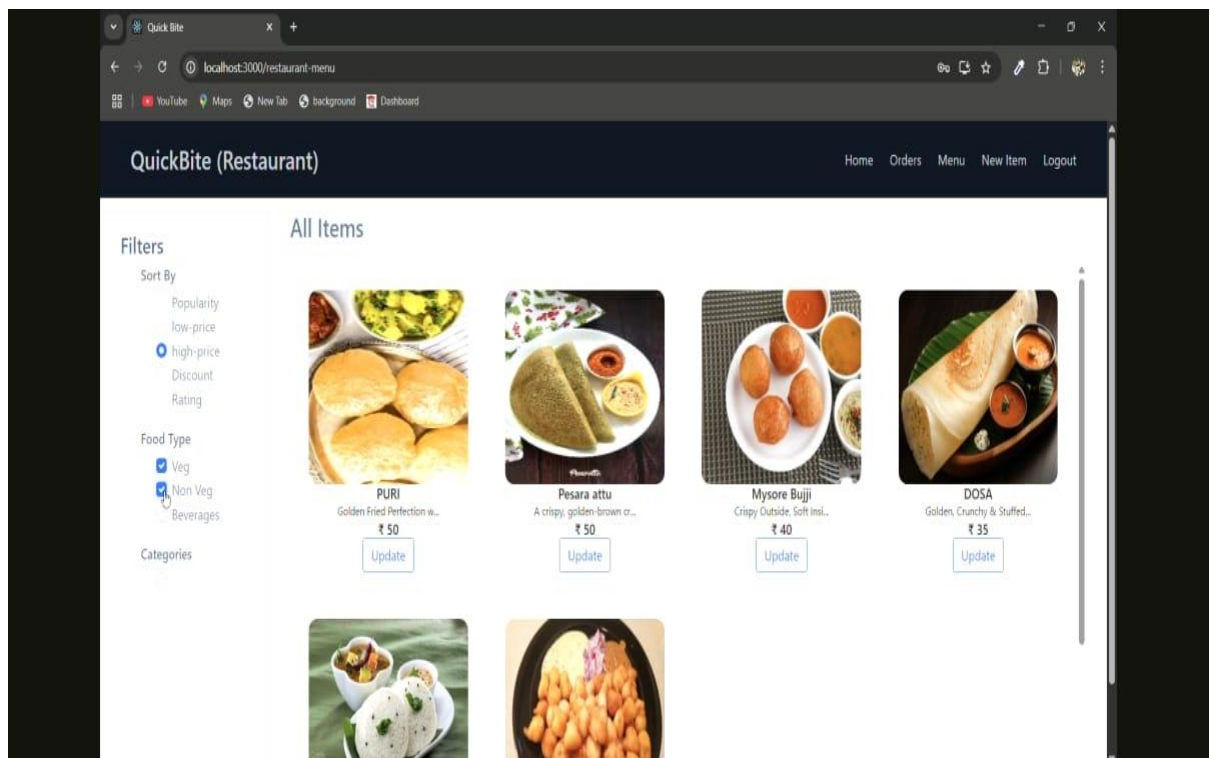 Quick Bite
localhost:3000/restaurant-menu
YouTube Maps New Tab background Dashboard
QuickBite (Restaurant)
Home Orders Menu New Item Logout
Filters
Sort By
Popularity
low-price
high-price
Discount
Rating
Food Type
Veg
Non Veg
Beverages
Categories
All Items
PURI
Golden Fried Perfection w...
₹ 50
Update
Pesarattu
Pesara attu
A crispy, golden-brown cr...
₹ 50
Update
Mysore Bujji
Crispy Outside, Soft Insi...
₹ 40
Update
DOSA
Golden, Crunchy & Stuffed...
₹ 35
Update